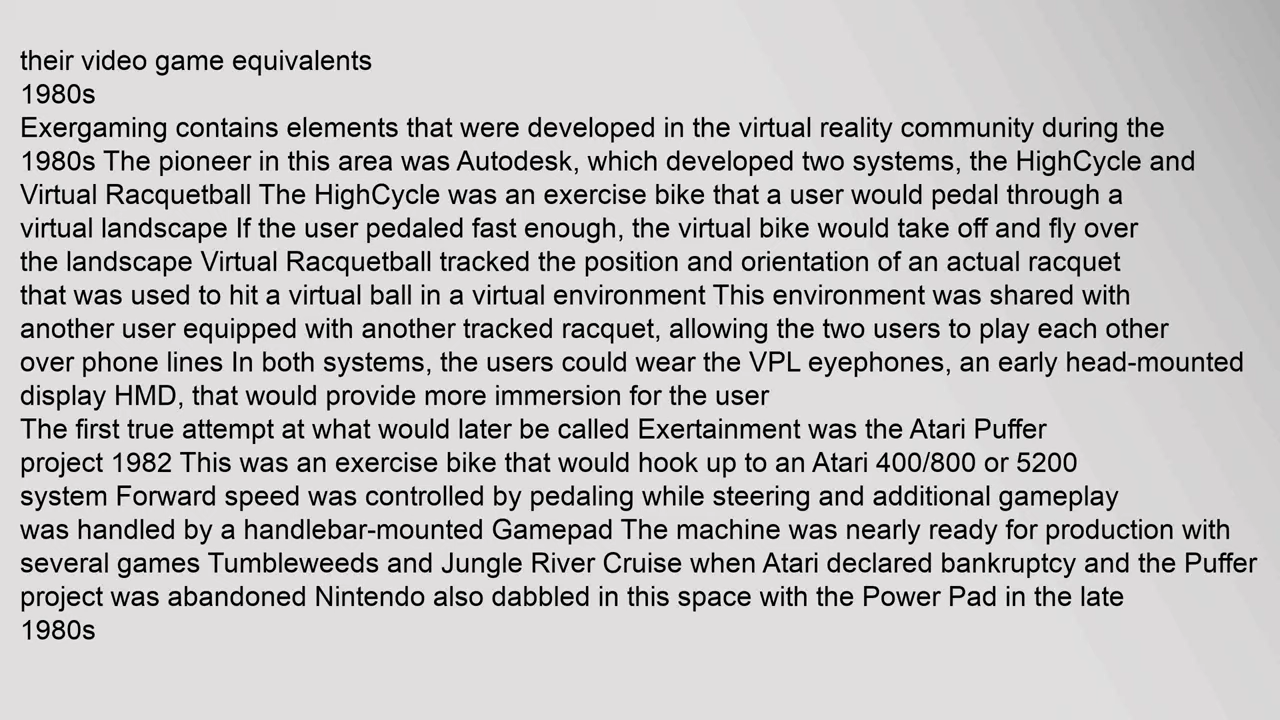 their video game equivalents
1980s
Exergaming contains elements that were developed in the virtual reality community during the
1980s The pioneer in this area was Autodesk, which developed two systems, the HighCycle and
Virtual Racquetball The HighCycle was an exercise bike that a user would pedal through a
virtual landscape If the user pedaled fast enough, the virtual bike would take off and fly over
the landscape Virtual Racquetball tracked the position and orientation of an actual racquet
that was used to hit a virtual ball in a virtual environment This environment was shared with
another user equipped with another tracked racquet, allowing the two users to play each other
over phone lines In both systems, the users could wear the VPL eyephones, an early head-mounted
display HMD, that would provide more immersion for the user
The first true attempt at what would later be called Exertainment was the Atari Puffer
project 1982 This was an exercise bike that would hook up to an Atari 400/800 or 5200
system Forward speed was controlled by pedaling while steering and additional gameplay
was handled by a handlebar-mounted Gamepad The machine was nearly ready for production with
several games Tumbleweeds and Jungle River Cruise when Atari declared bankruptcy and the Puffer
project was abandoned Nintendo also dabbled in this space with the Power Pad in the late
1980s